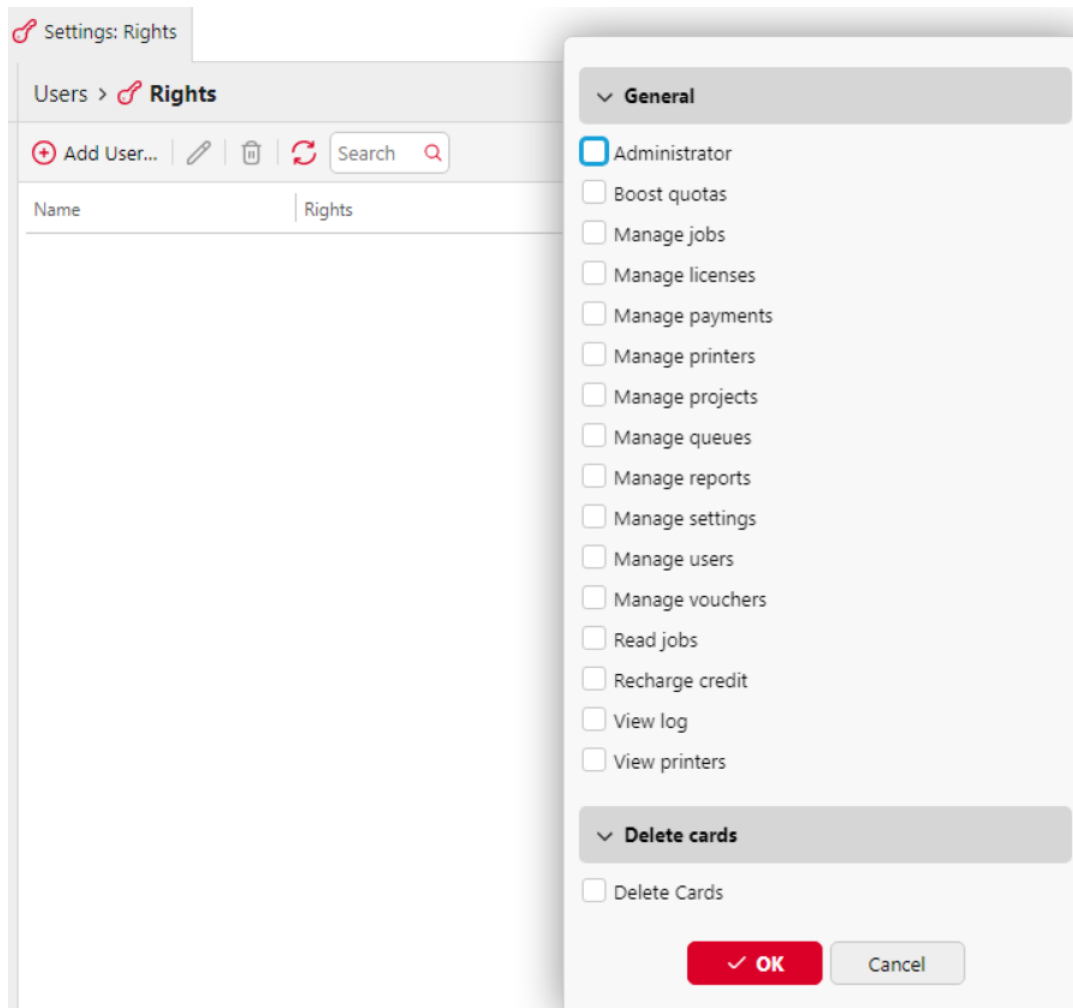 Settings: Rights
Users > Rights
Add User...
Search
Name
Rights
General
Administrator
Boost quotas
Manage jobs
Manage licenses
Manage payments
Manage printers
Manage projects
Manage queues
Manage reports
Manage settings
Manage users
Manage vouchers
Read jobs
Recharge credit
View log
View printers
Delete cards
Delete Cards
OK
Cancel